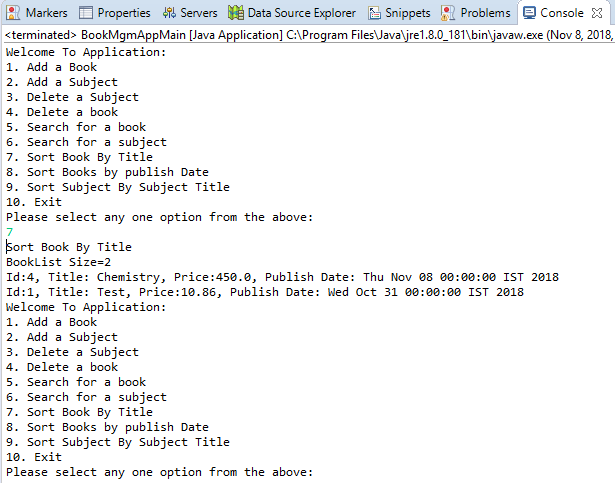 Markers Properties Servers Data Source Explorer Snippets Problems Console
<terminated> BookMgmAppMain [Java Application] C:\Program Files\Java\jre1.8.0_181\bin\javaw.exe (Nov 8, 2018,
Welcome To Application:
1. Add a Book
2. Add a Subject
3. Delete a Subject
4. Delete a book
5. Search for a book
6. Search for a subject
7. Sort Book By Title
8. Sort Books by publish Date
9. Sort Subject By Subject Title
10. Exit
Please select any one option from the above:
7
Sort Book By Title
BookList Size=2
Id:4, Title: Chemistry, Price:450.0, Publish Date: Thu Nov 08 00:00:00 IST 2018
Id:1, Title: Test, Price:10.86, Publish Date: Wed Oct 31 00:00:00 IST 2018
Welcome To Application:
1. Add a Book
2. Add a Subject
3. Delete a Subject
4. Delete a book
5. Search for a book
6. Search for a subject
7. Sort Book By Title
8. Sort Books by publish Date
9. Sort Subject By Subject Title
10. Exit
Please select any one option from the above: